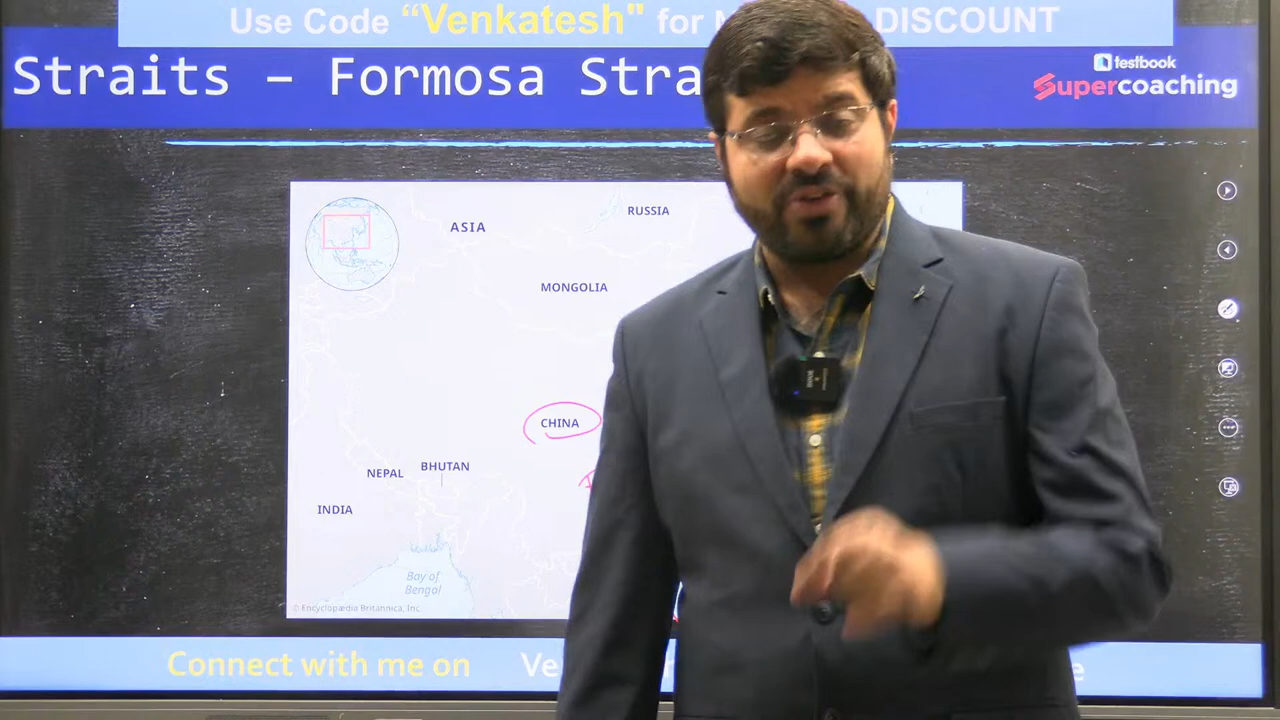 Use Code “Venkatesh" for DISCOUNT
Straits – Formosa
testbook
Supercoaching
RUSSIA
ASIA
MONGOLIA
CHINA
NEPAL BHUTAN
INDIA
Bay of
Bengal
© Encyclopædia Britannica, Inc.
Connect with me on